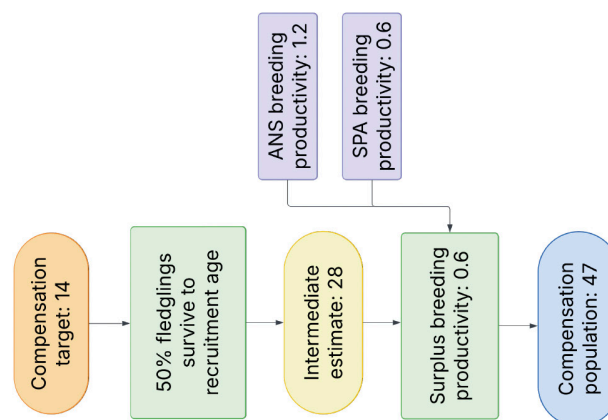 Compensation
target: 14
50% fledglings
survive to
recruitment age
Intermediate
estimate: 28
ANS breeding
productivity: 1.2
SPA breeding
productivity: 0.6
Surplus breeding
productivity: 0.6
Compensation
population: 47